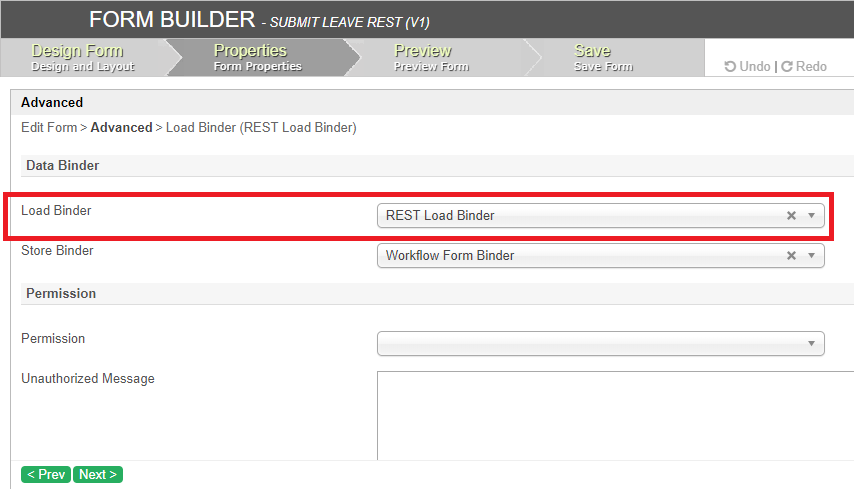 FORM BUILDER - SUBMIT LEAVE REST (V1)
Design Form
Design and Layout
Properties
Form Properties
Preview
Preview Form
Save
Save Form
Undo | Redo
Advanced
Edit Form > Advanced > Load Binder (REST Load Binder)
Data Binder
Load Binder
REST Load Binder
Store Binder
Workflow Form Binder
Permission
Permission
Unauthorized Message
< Prev
Next >